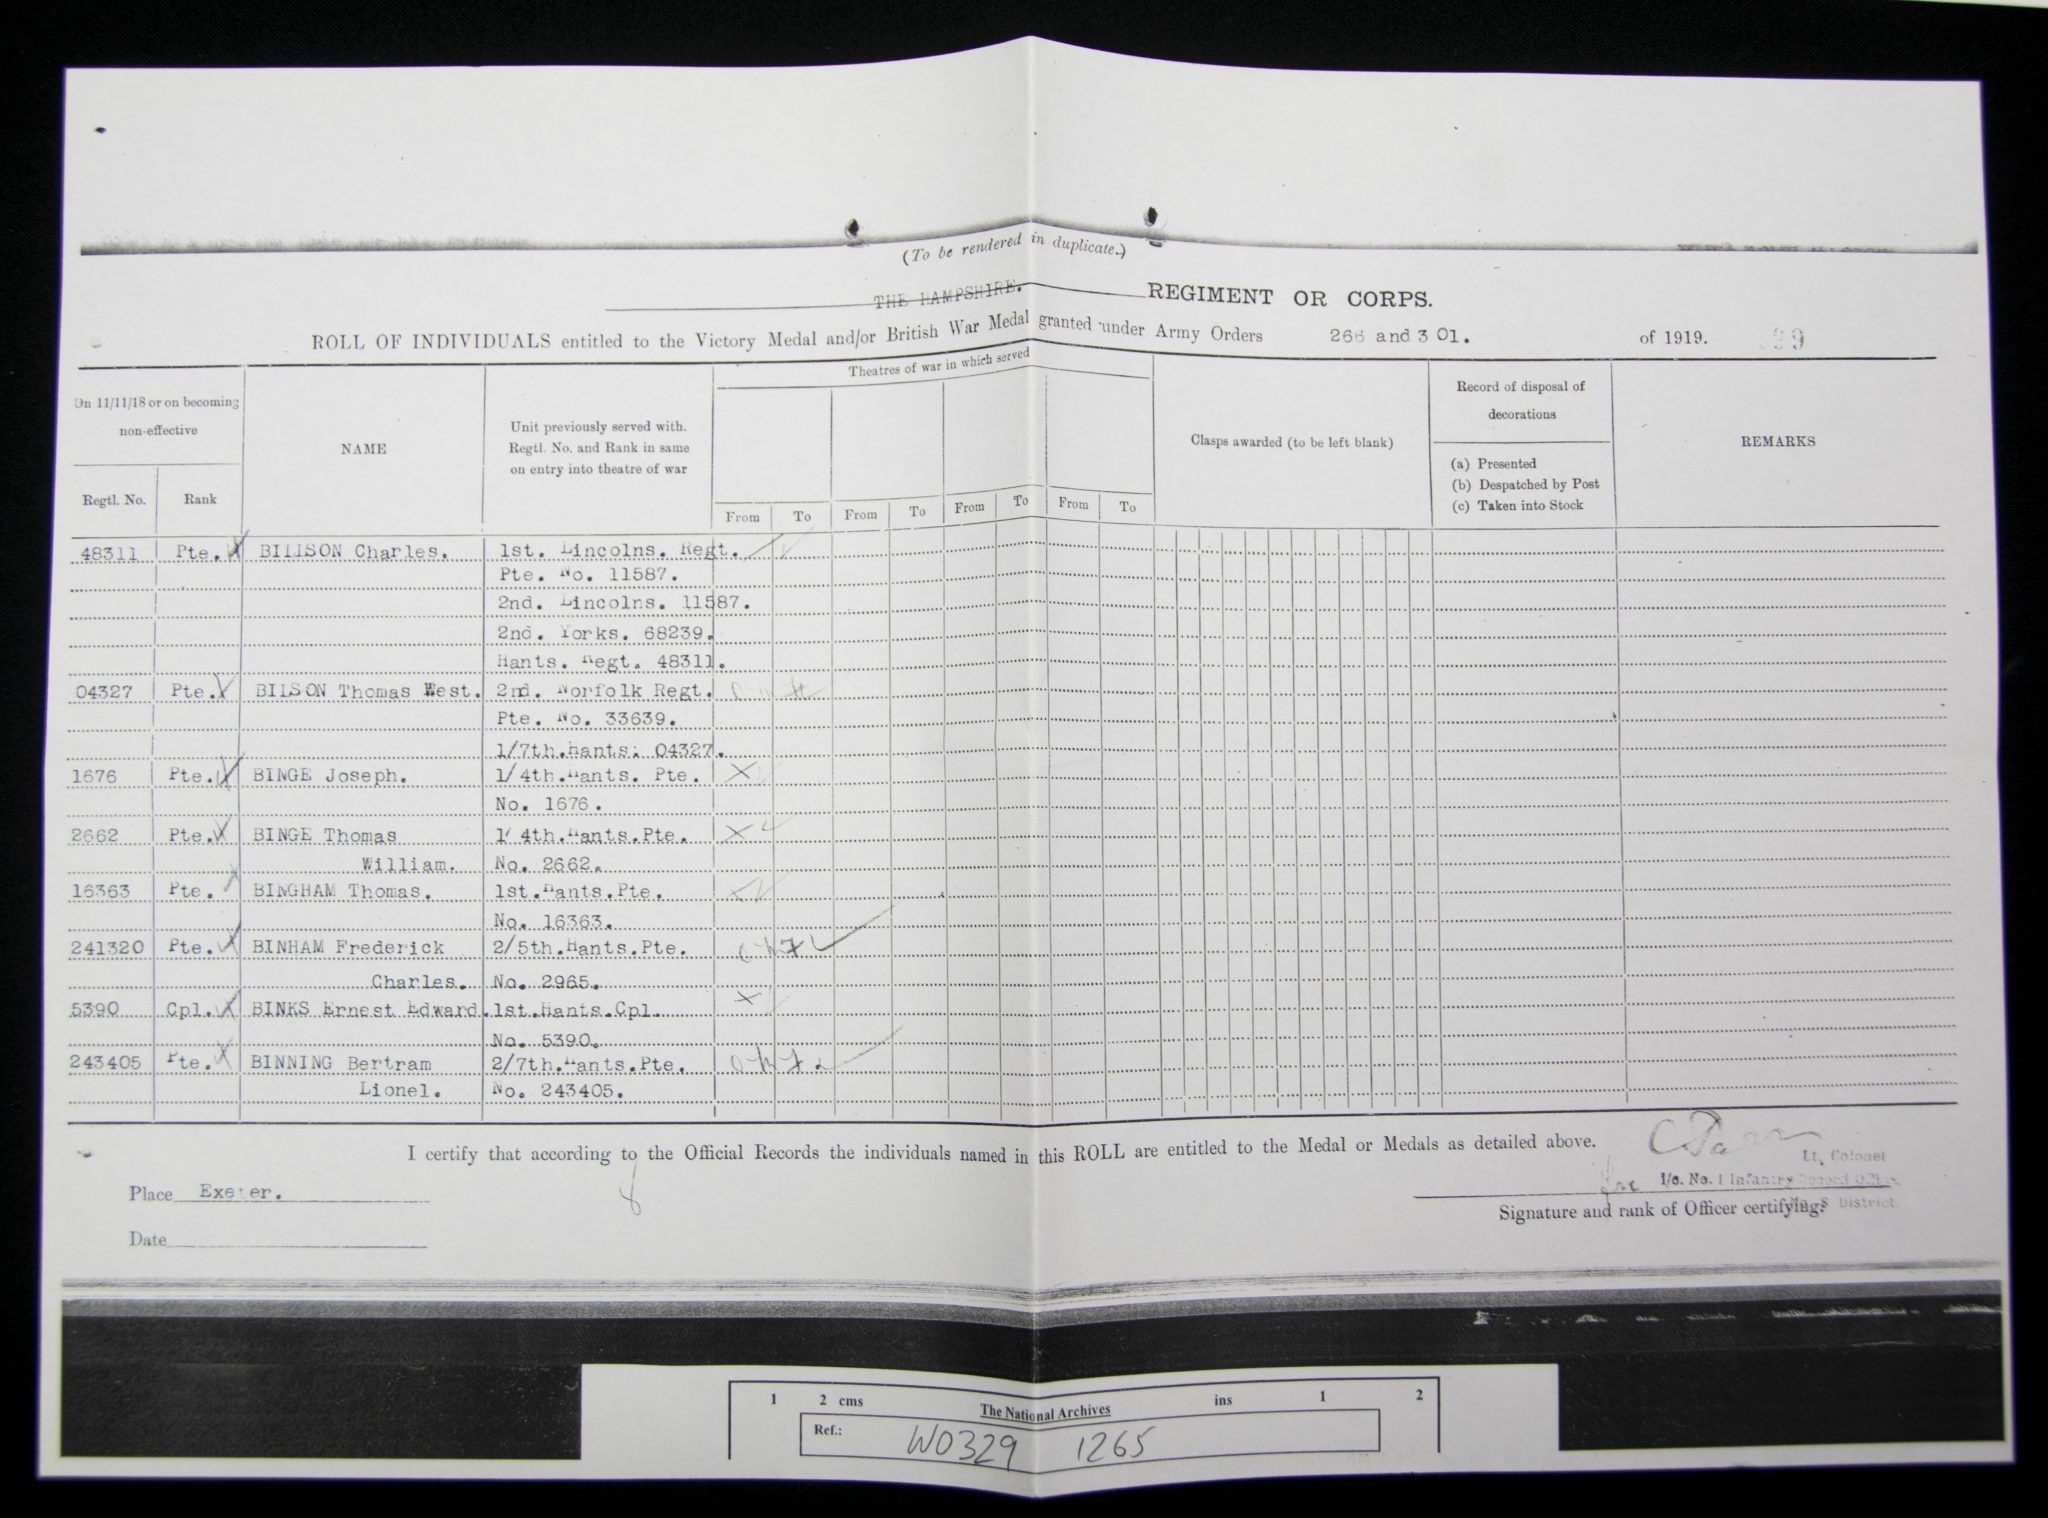 (To be rendered in duplicate.)
THE HAMPSHIRE. REGIMENT OR CORPS.
ROLL OF INDIVIDUALS entitled to the Victory Medal and/or British War Medal granted under Army Orders 266 and 301. of 1919.
Theatres of war in which served
On 11/11/18 or on becoming non-effective
NAME
Unit previously served with.
Regtl. No. and Rank in same
on entry into theatre of war
Clasps awarded (to be left blank)
Record of disposal of
decorations
(a) Presented
(b) Despatched by Post
(c) Taken into Stock
REMARKS
Regtl. No. Rank From To From To From To From To
48311 Pte. BILLSON Charles. 1st. Lincolns. Regt.
Pte. No. 11587.
2nd. Lincolns. 11587.
2nd. Yorks. 68239.
Hants. Regt. 48311.
04327 Pte. BILSON Thomas West. 2nd. Norfolk Regt.
Pte. No. 33639.
1/7th.Hants. 04327.
1676 Pte. BINGE Joseph. 1/4th.Hants. Pte.
No. 1676.
2662 Pte. BINGE Thomas 1/4th.Hants.Pte.
William. No. 2662.
16363 Pte. BINGHAM Thomas. 1st.Hants.Pte.
No. 16363.
241320 Pte. BINHAM Frederick 2/5th.Hants.Pte.
Charles. No. 2965.
5390 Cpl. BINKS Ernest Edward. 1st.Hants.Cpl.
No. 5390.
243405 Pte. BINNING Bertram 2/7th.Hants.Pte.
Lionel. No. 243405.
I certify that according to the Official Records the individuals named in this ROLL are entitled to the Medal or Medals as detailed above.
Lt. Colonel
Place Exeter. for I/c. No. 1 Infantry Record Office.
District.
Signature and rank of Officer certifying.
Date
1 2 cms ins 1 2
The National Archives
Ref.: WO329 1265